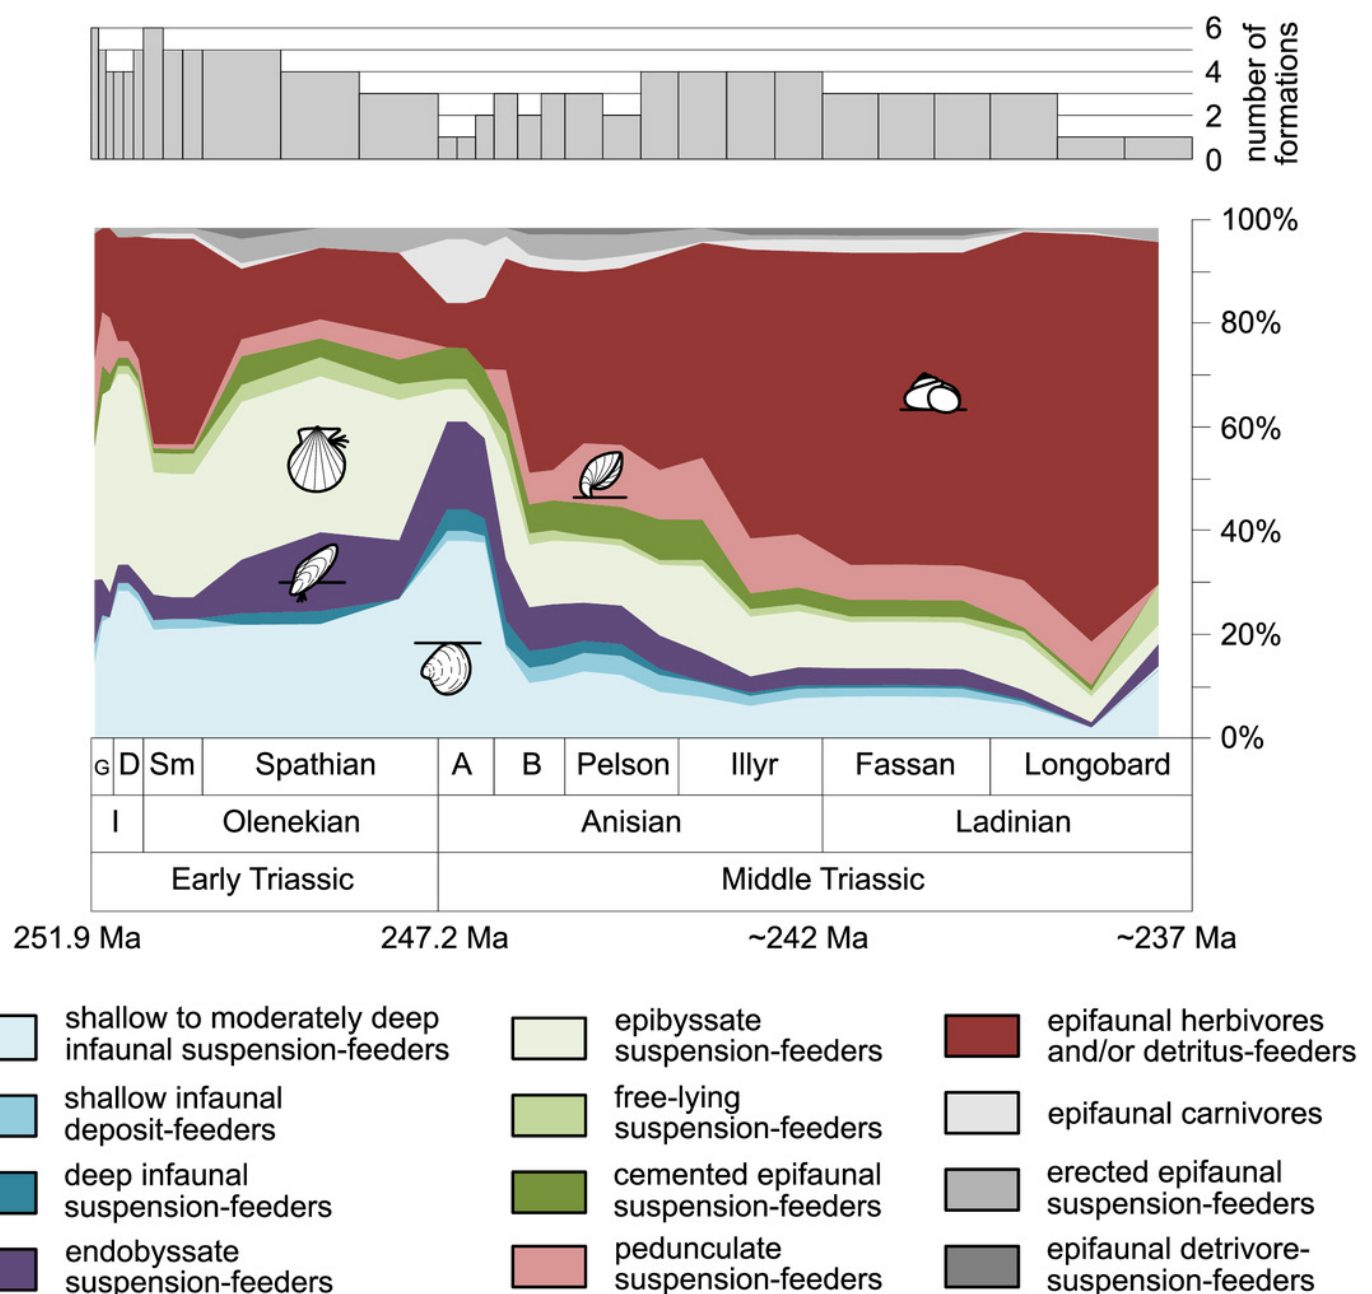 6
4
2
0
number of
formations
100%
80%
60%
40%
20%
0%
G D Sm Spathian A B Pelson Illyr Fassan Longobard
I Olenekian Anisian Ladinian
Early Triassic Middle Triassic
251.9 Ma 247.2 Ma ~242 Ma ~237 Ma
shallow to moderately deep
infaunal suspension-feeders
shallow infaunal
deposit-feeders
deep infaunal
suspension-feeders
endobyssate
suspension-feeders
epibyssate
suspension-feeders
free-lying
suspension-feeders
cemented epifaunal
suspension-feeders
pedunculate
suspension-feeders
epifaunal herbivores
and/or detritus-feeders
epifaunal carnivores
erected epifaunal
suspension-feeders
epifaunal detrivore-
suspension-feeders